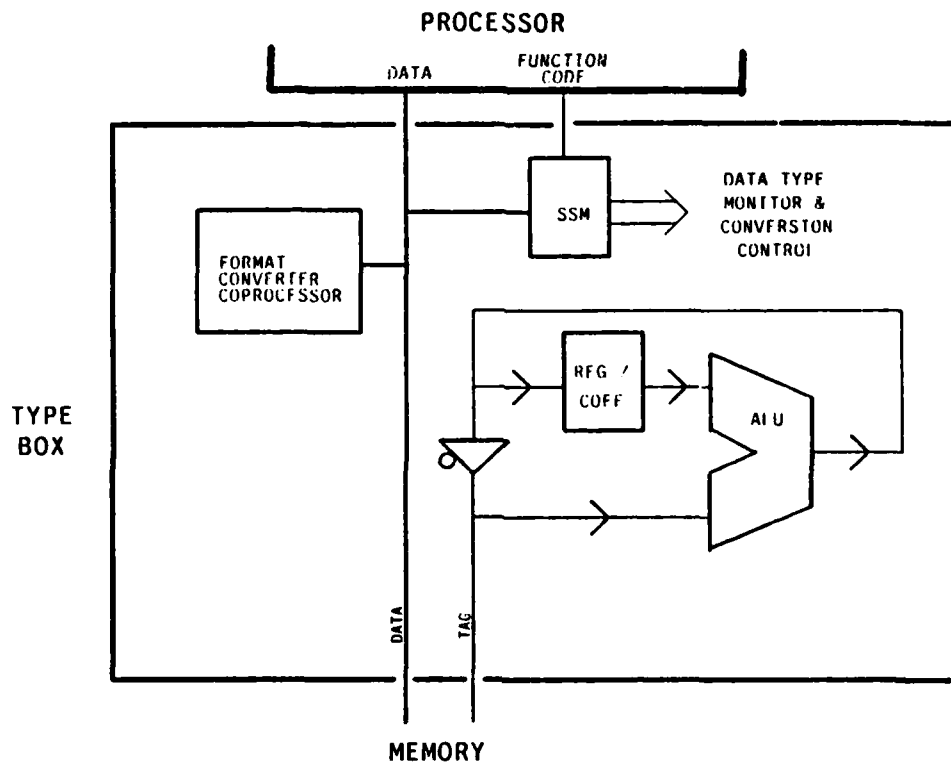 PROCESSOR
DATA
FUNCTION
CODE
SSM
DATA TYPE
MONITOR &
CONVERSION
CONTROL
FORMAT
CONVERTER
COPROCESSOR
REG /
COFF
ALU
TYPE
BOX
DATA
TAG
MEMORY